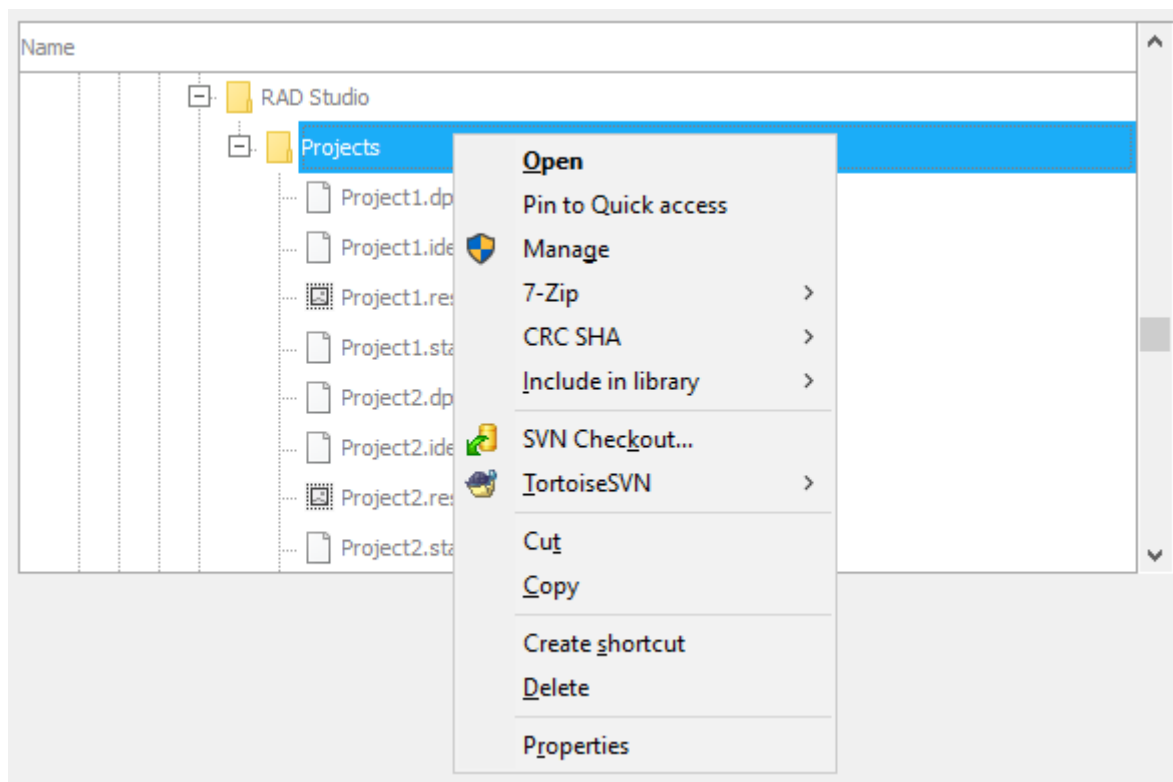 Name
RAD Studio
Projects
Project1.dp
Project1.ide
Project1.res
Project1.sta
Project2.dp
Project2.ide
Project2.res
Project2.sta
Open
Pin to Quick access
Manage
7-Zip
CRC SHA
Include in library
SVN Checkout...
TortoiseSVN
Cut
Copy
Create shortcut
Delete
Properties